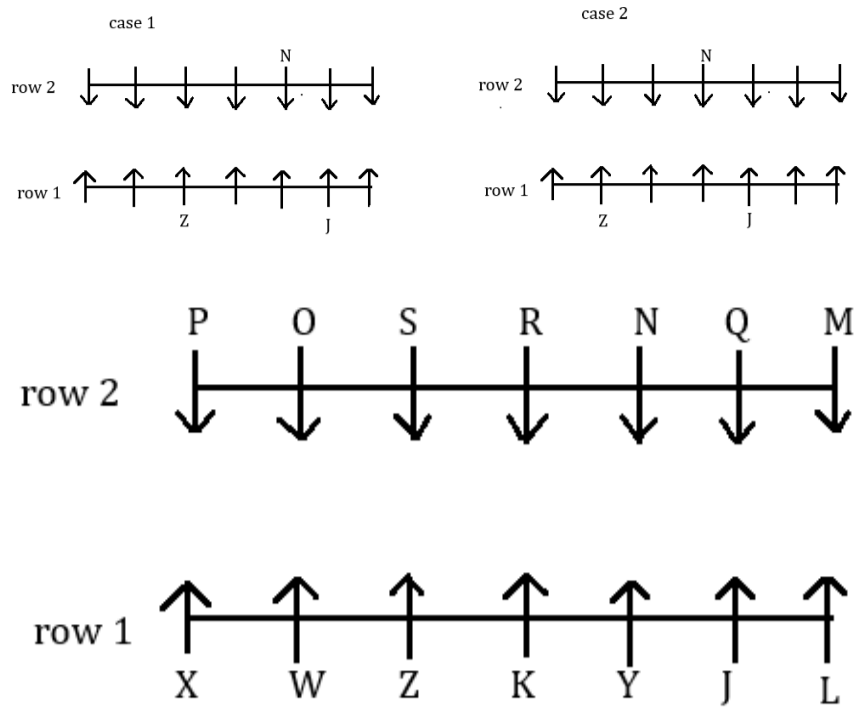 case 1
case 2
N
N
row 2
row 2
row 1
row 1
Z J
Z J
P O S R N Q M
row 2
row 1
X W Z K Y J L